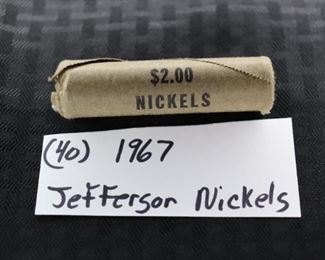 $2.00
NICKELS
(40) 1967
Jefferson Nickels